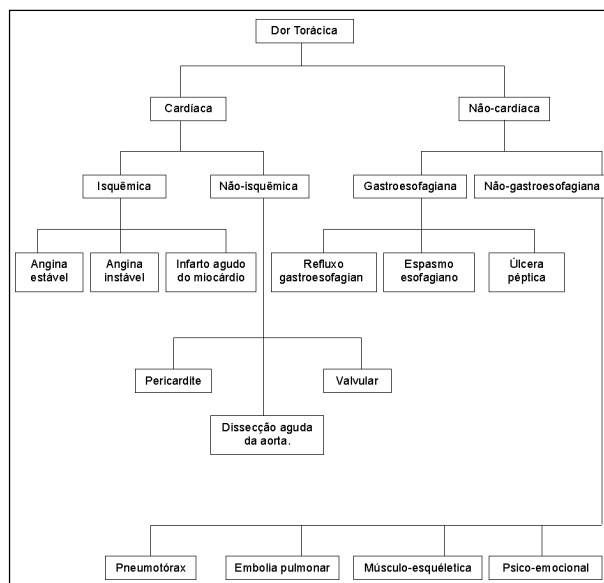 Dor Torácica
Cardíaca
Não-cardíaca
Isquêmica
Não-isquêmica
Gastroesofagiana
Não-gastroesofagiana
Angina
estável
Angina
instável
Infarto agudo
do miocárdio
Refluxo
gastroesofagian
Espasmo
esofagiano
Úlcera
péptica
Pericardite
Valvular
Dissecção aguda
da aorta.
Pneumotórax
Embolia pulmonar
Músculo-esquéletica
Psico-emocional